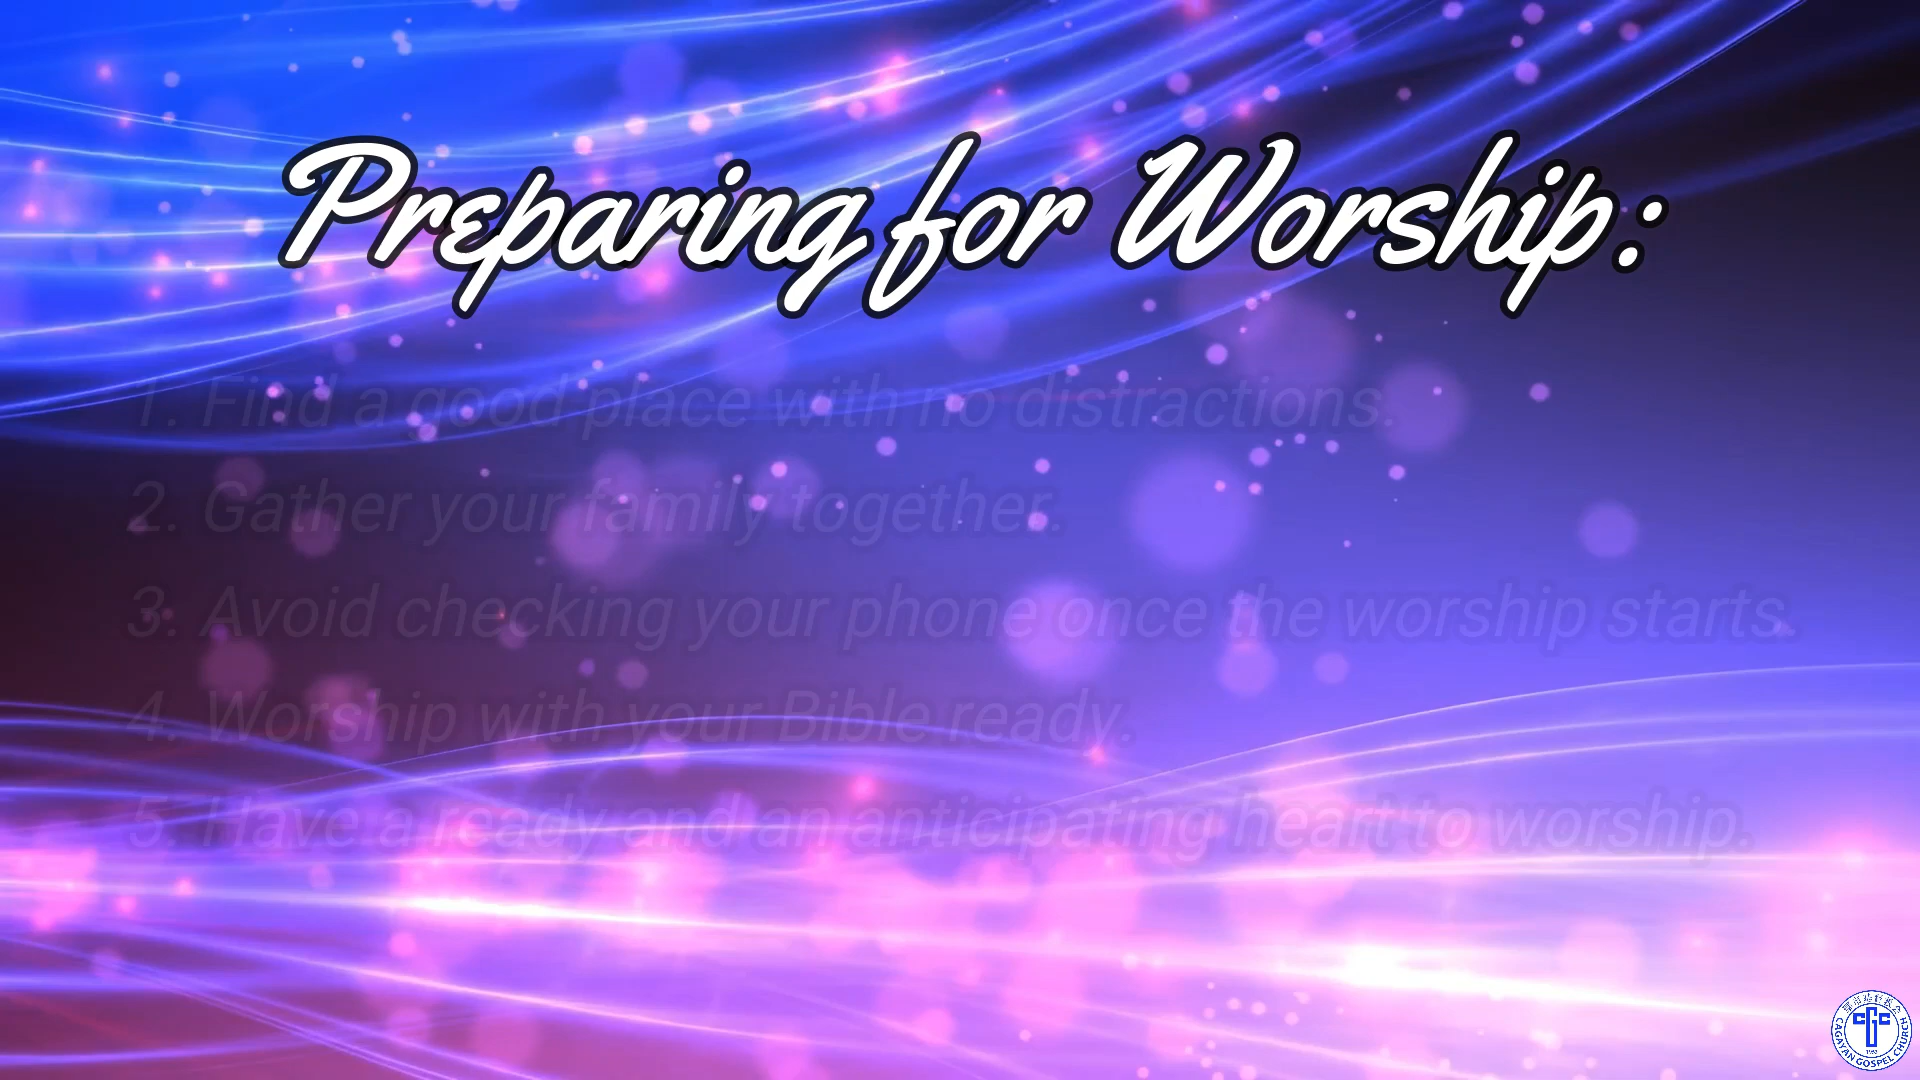 Preparing for Worship:
1. Find a good place with no distractions.
2. Gather your family together.
3. Avoid checking your phone once the worship starts.
4. Worship with your Bible ready.
5. Have a ready and an anticipating heart to worship.
CGC
CAGAYAN GOSPEL CHURCH